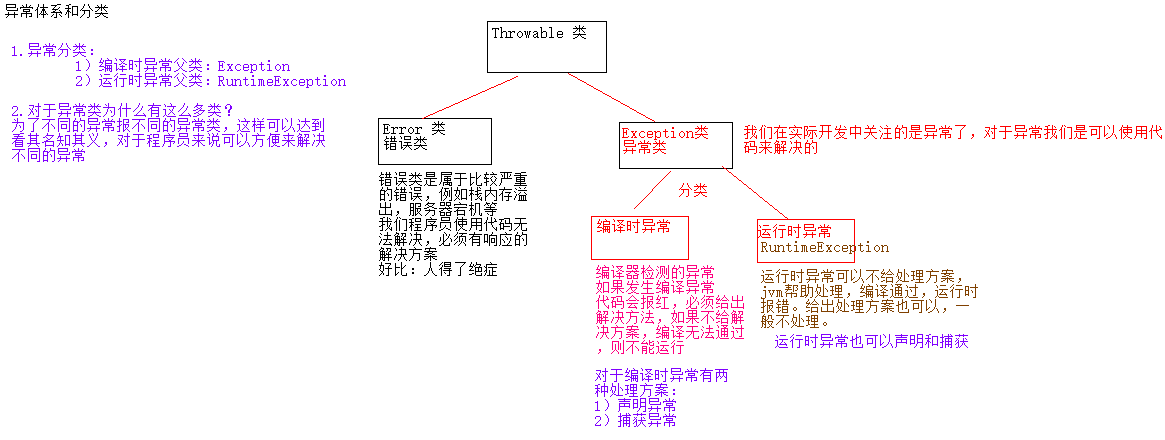 异常体系和分类
1.异常分类：
1）编译时异常父类：Exception
2）运行时异常父类：RuntimeException
2.对于异常类为什么有这么多类？
为了不同的异常报不同的异常类，这样可以达到
看其名知其义，对于程序员来说可以方便来解决
不同的异常
Throwable 类
Error 类
错误类
错误类是属于比较严重
的错误，例如栈内存溢
出，服务器宕机等
我们程序员使用代码无
法解决，必须有响应的
解决方案
好比：人得了绝症
Exception类
异常类
我们在实际开发中关注的是异常了，对于异常我们是可以使用代
码来解决的
分类
编译时异常
编译器检测的异常
如果发生编译异常
代码会报红，必须给出
解决方法，如果不给解
决方案，编译无法通过
，则不能运行
对于编译时异常有两
种处理方案：
1）声明异常
2）捕获异常
运行时异常
RuntimeException
运行时异常可以不给处理方案，
jvm帮助处理，编译通过，运行时
报错。给出处理方案也可以，一
般不处理。
运行时异常也可以声明和捕获